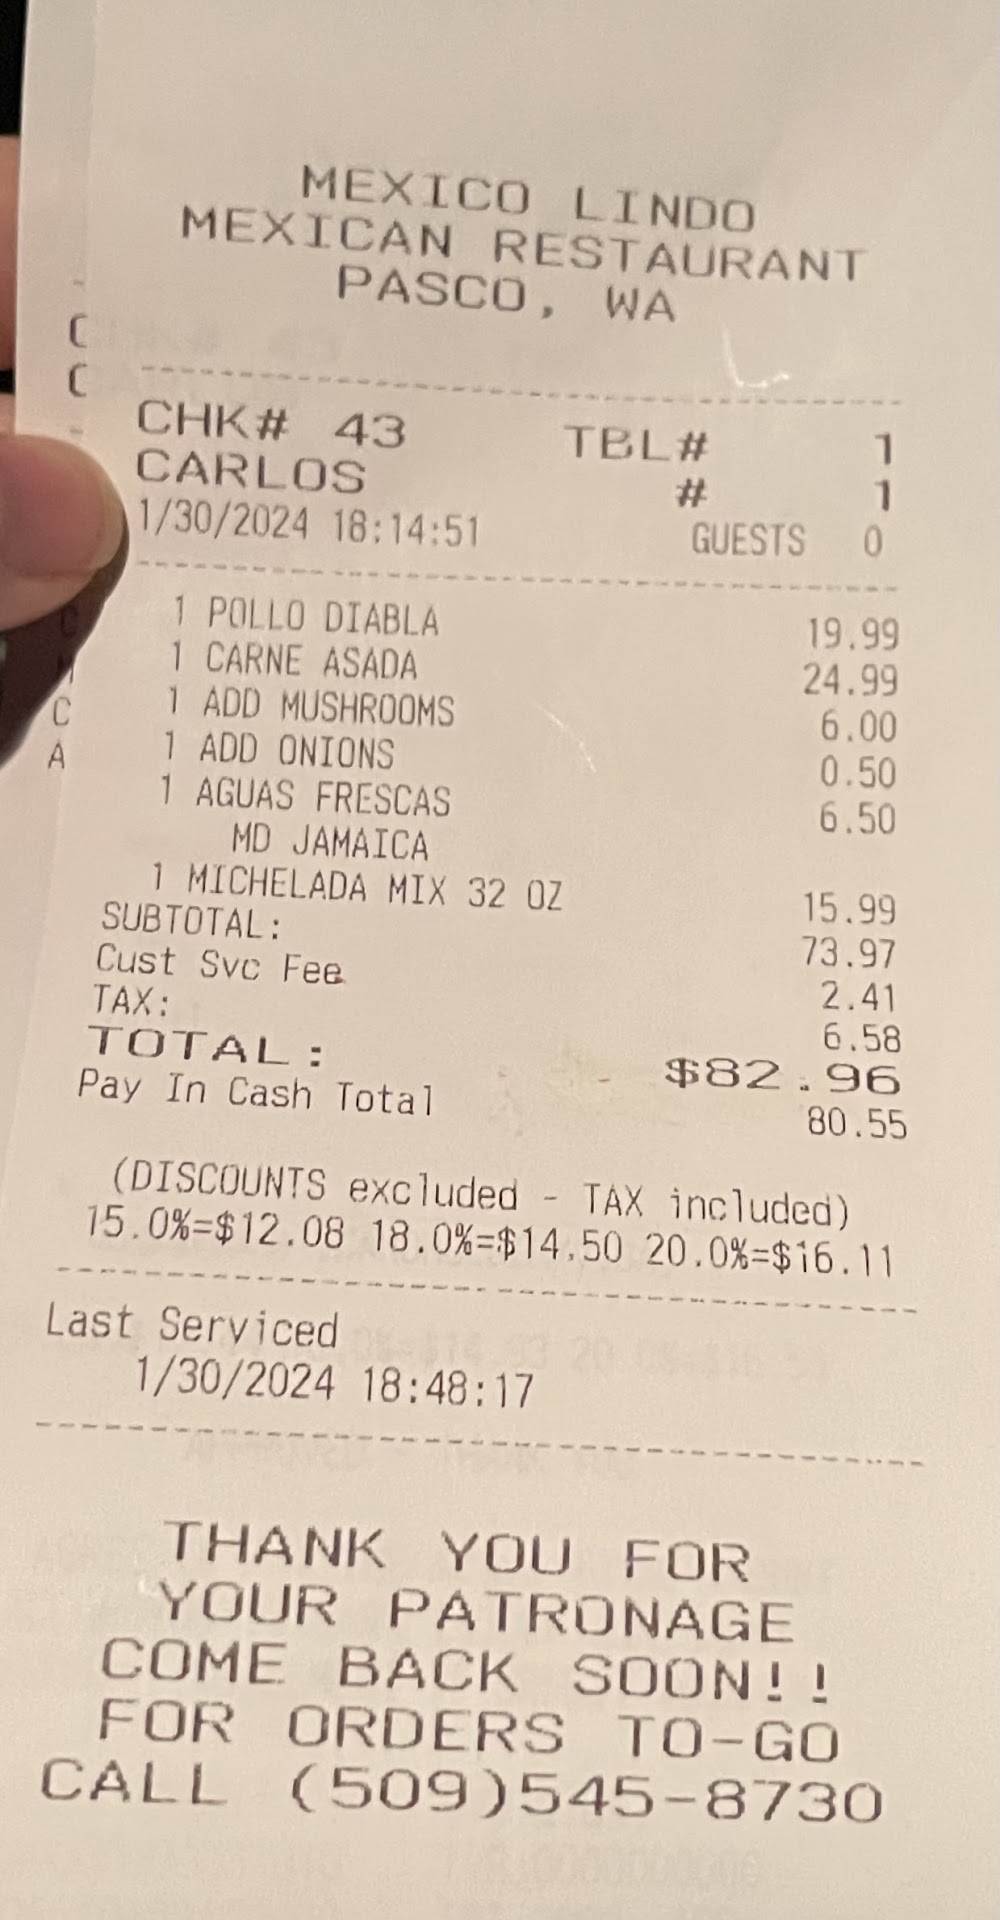 MEXICO LINDO
MEXICAN RESTAURANT
PASCO, WA
CHK# 43 TBL# 1
CARLOS # 1
1/30/2024 18:14:51 GUESTS 0
1 POLLO DIABLA 19.99
1 CARNE ASADA 24.99
1 ADD MUSHROOMS 6.00
1 ADD ONIONS 0.50
1 AGUAS FRESCAS 6.50
MD JAMAICA
1 MICHELADA MIX 32 OZ 15.99
SUBTOTAL: 73.97
Cust Svc Fee 2.41
TAX: 6.58
TOTAL: $82.96
Pay In Cash Total 80.55
(DISCOUNTS excluded - TAX included)
15.0%=$12.08 18.0%=$14.50 20.0%=$16.11
Last Serviced
1/30/2024 18:48:17
THANK YOU FOR
YOUR PATRONAGE
COME BACK SOON!!
FOR ORDERS TO-GO
CALL (509)545-8730